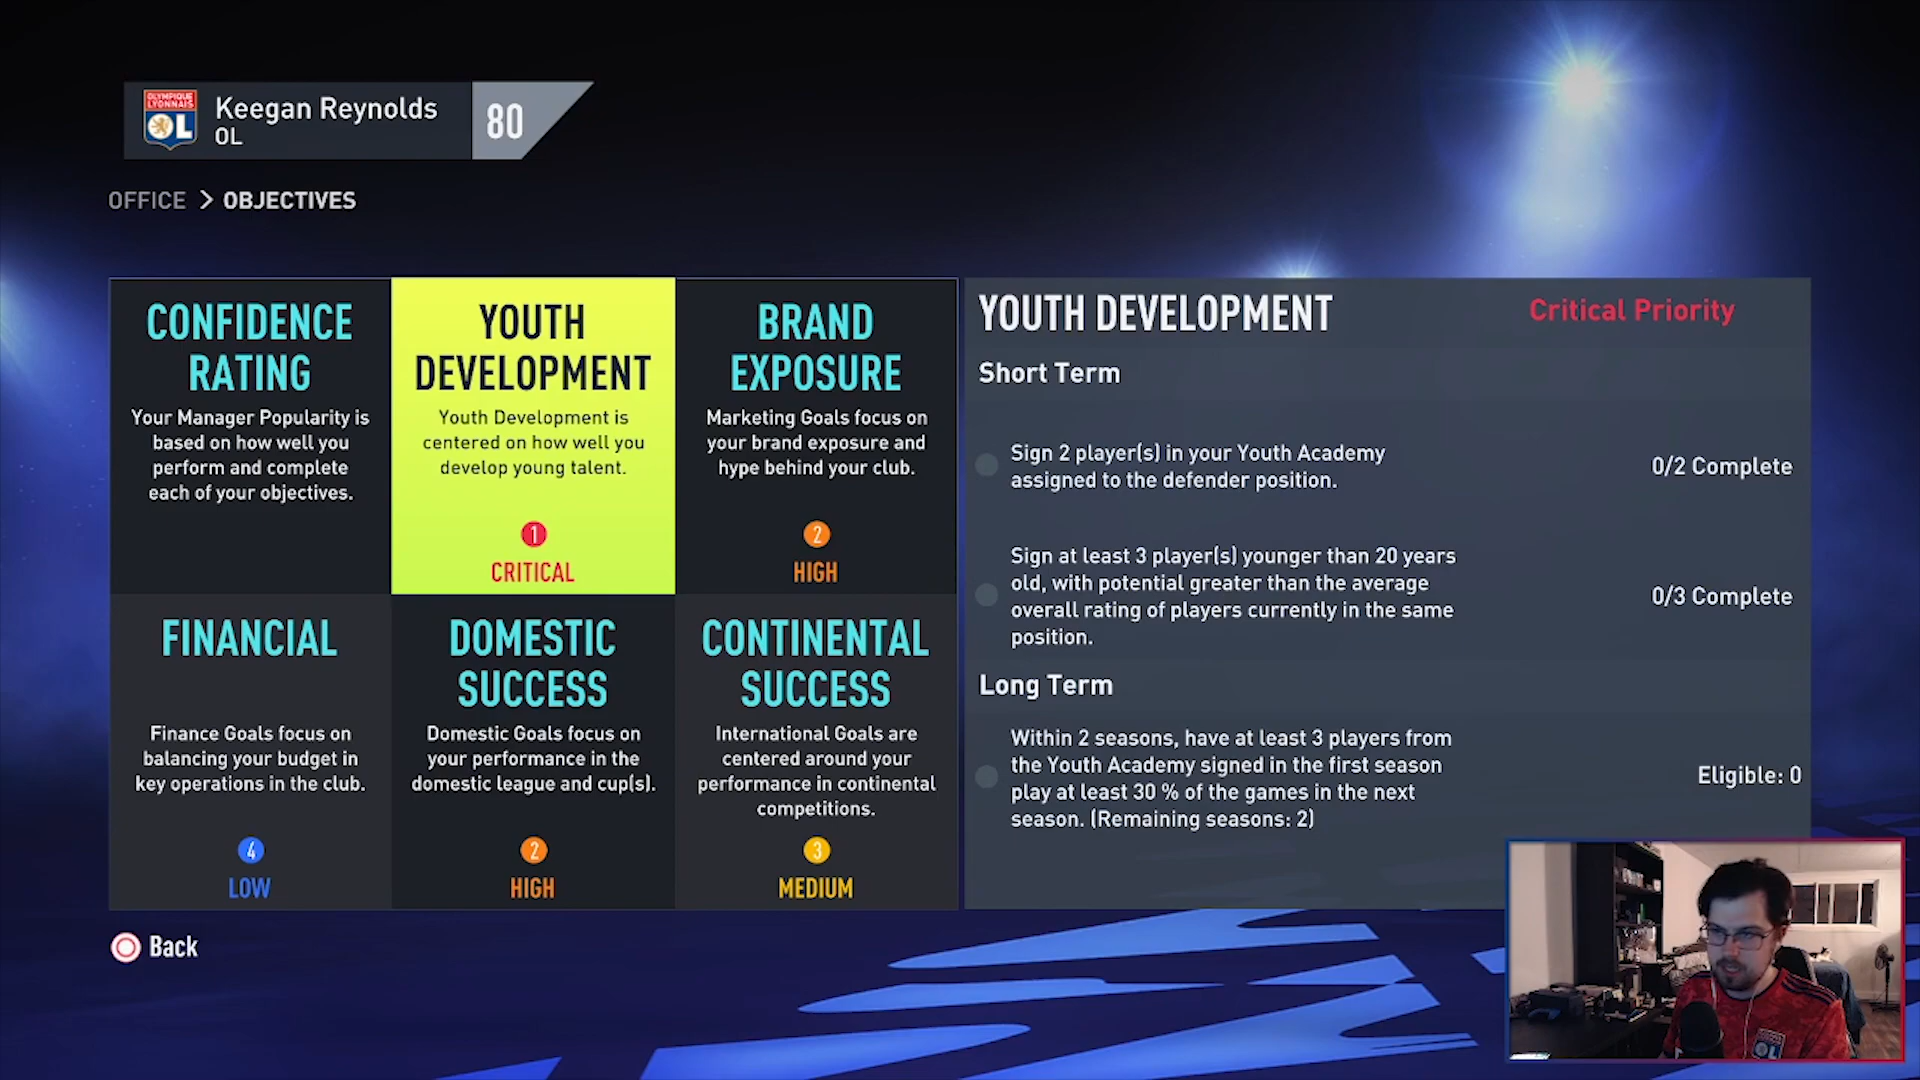 OLYMPIQUE
LYONNAIS
OL
Keegan Reynolds
OL
80
OFFICE > OBJECTIVES
CONFIDENCE
RATING
Your Manager Popularity is
based on how well you
perform and complete
each of your objectives.
YOUTH
DEVELOPMENT
Youth Development is
centered on how well you
develop young talent.
1
CRITICAL
BRAND
EXPOSURE
Marketing Goals focus on
your brand exposure and
hype behind your club.
2
HIGH
FINANCIAL
Finance Goals focus on
balancing your budget in
key operations in the club.
4
LOW
DOMESTIC
SUCCESS
Domestic Goals focus on
your performance in the
domestic league and cup(s).
2
HIGH
CONTINENTAL
SUCCESS
International Goals are
centered around your
performance in continental
competitions.
3
MEDIUM
YOUTH DEVELOPMENT
Critical Priority
Short Term
Sign 2 player(s) in your Youth Academy
assigned to the defender position.
0/2 Complete
Sign at least 3 player(s) younger than 20 years
old, with potential greater than the average
overall rating of players currently in the same
position.
0/3 Complete
Long Term
Within 2 seasons, have at least 3 players from
the Youth Academy signed in the first season
play at least 30 % of the games in the next
season. (Remaining seasons: 2)
Eligible: 0
Back
OL